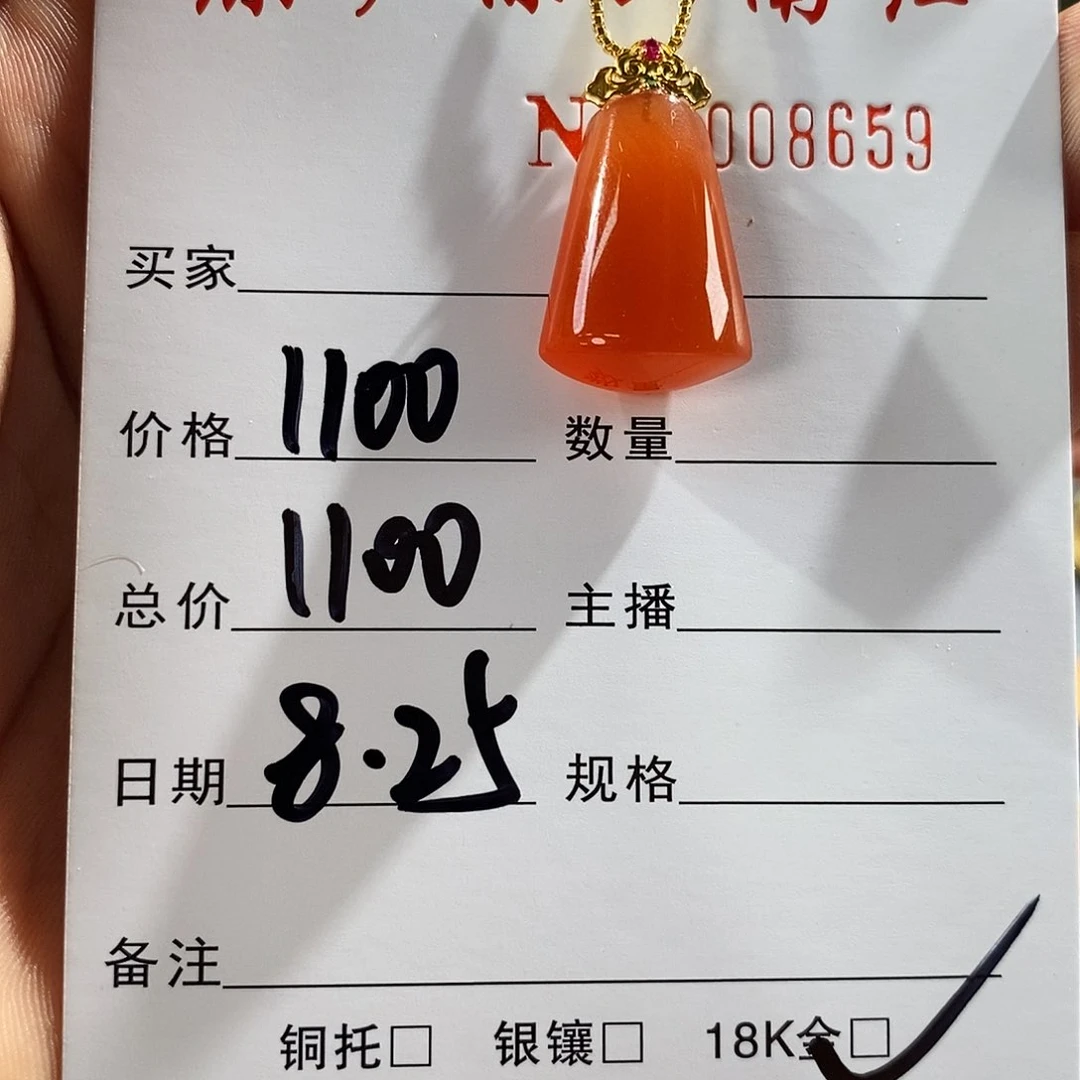 008659
买家
价格 1100 数量
总价 1100 主播
日期 8.25 规格
备注
铜托□ 银镶□ 18K金□